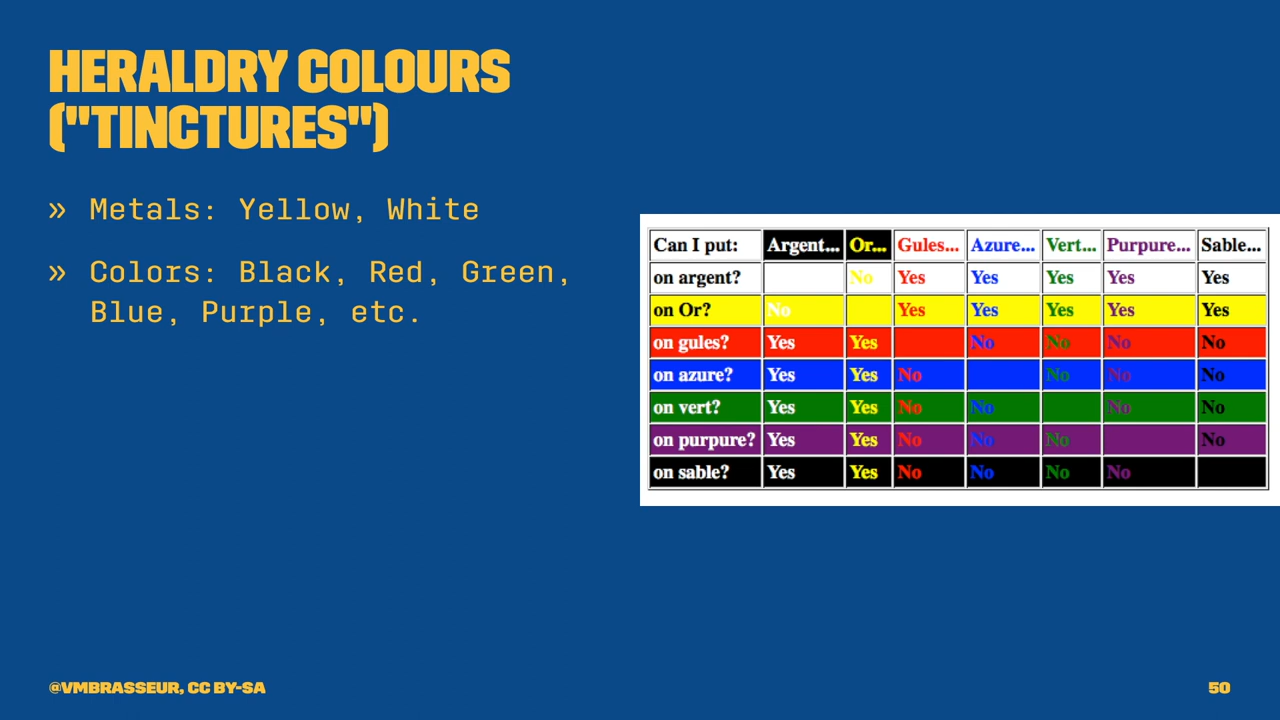 HERALDRY COLOURS
("TINCTURES")
» Metals: Yellow, White
» Colors: Black, Red, Green,
Blue, Purple, etc.
Can I put: Argent... Or... Gules... Azure... Vert... Purpure... Sable...
on argent? No Yes Yes Yes Yes Yes
on Or? No Yes Yes Yes Yes Yes
on gules? Yes Yes No No No No
on azure? Yes Yes No No No No
on vert? Yes Yes No No No No
on purpure? Yes Yes No No No No
on sable? Yes Yes No No No No
@VMBRASSEUR, CC BY-SA
50